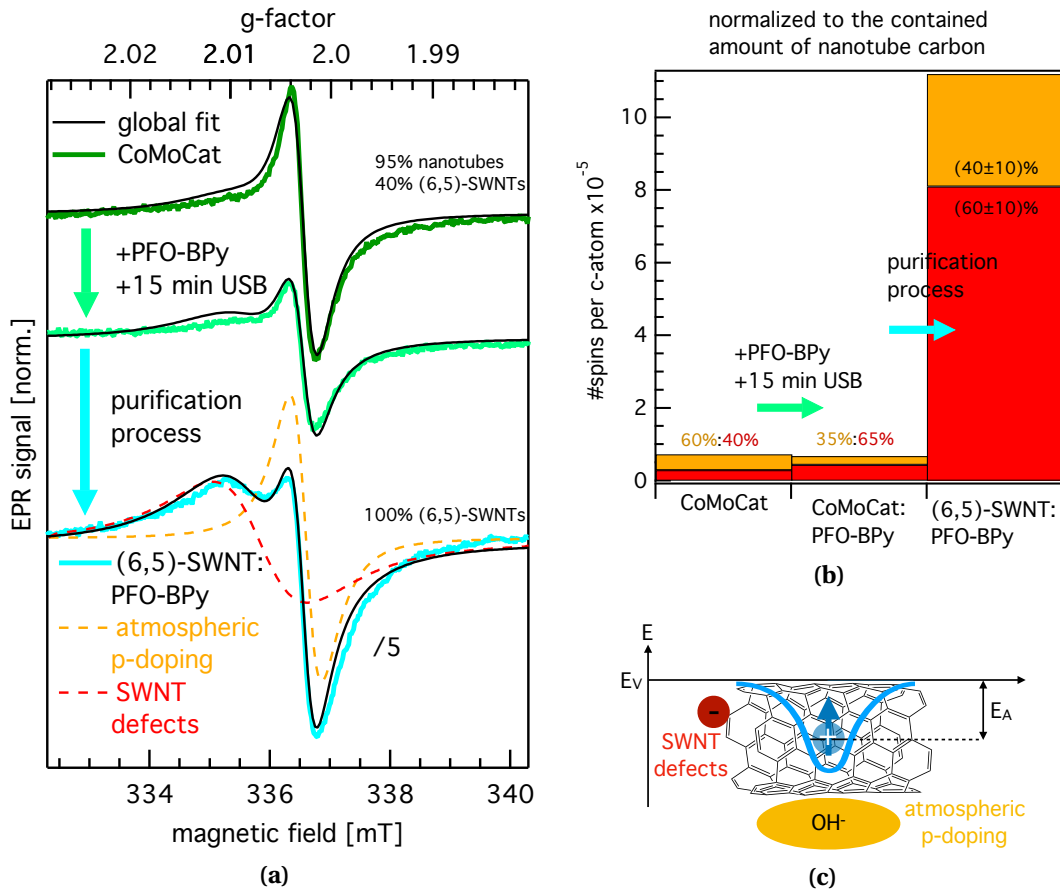 g-factor
2.02
2.01
2.0
1.99
global fit
CoMoCat
95% nanotubes
40% (6,5)-SWNTs
+PFO-BPy
+15 min USB
purification
process
100% (6,5)-SWNTs
(6,5)-SWNT:
PFO-BPy
atmospheric
p-doping
SWNT
defects
/5
EPR signal [norm.]
334
336
338
340
magnetic field [mT]
(a)
normalized to the contained
amount of nanotube carbon
#spins per c-atom x10⁻⁵
10
8
6
4
2
0
(40±10)%
(60±10)%
purification
process
+PFO-BPy
+15 min USB
60%:40%
35%:65%
CoMoCat
CoMoCat:
PFO-BPy
(6,5)-SWNT:
PFO-BPy
(b)
E
Eᵥ
E_A
-
+
SWNT
defects
OH⁻
atmospheric
p-doping
(c)